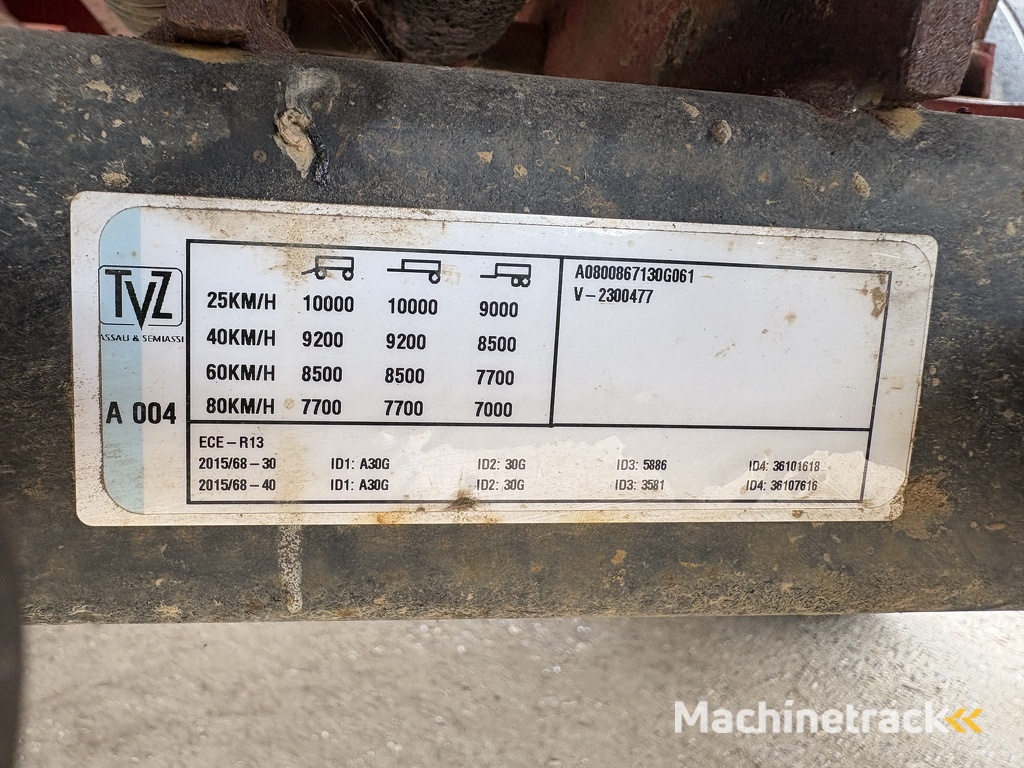 TVZ
ASSALI & SEMIASSI
A 004
25KM/H 10000 10000 9000
40KM/H 9200 9200 8500
60KM/H 8500 8500 7700
80KM/H 7700 7700 7000
A0800867130G061
V-2300477
ECE-R13
2015/68-30 ID1: A30G ID2: 30G ID3: 5886 ID4: 36101618
2015/68-40 ID1: A30G ID2: 30G ID3: 3581 ID4: 36107616
Machinetrack